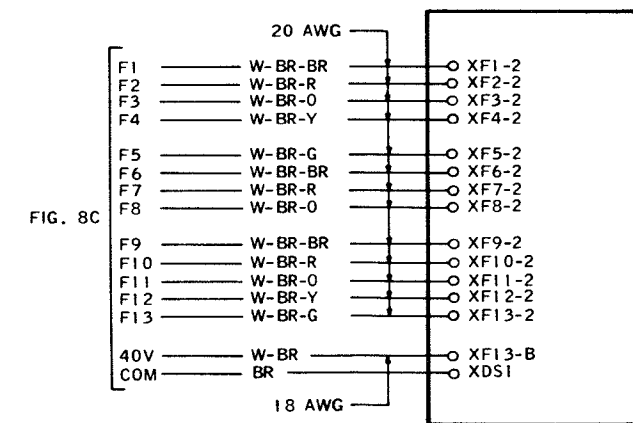 20 AWG
F1 W-BR-BR XF1-2
F2 W-BR-R XF2-2
F3 W-BR-O XF3-2
F4 W-BR-Y XF4-2
F5 W-BR-G XF5-2
F6 W-BR-BR XF6-2
F7 W-BR-R XF7-2
F8 W-BR-O XF8-2
FIG. 8C
F9 W-BR-BR XF9-2
F10 W-BR-R XF10-2
F11 W-BR-O XF11-2
F12 W-BR-Y XF12-2
F13 W-BR-G XF13-2
40V W-BR XF13-B
COM BR XDS1
18 AWG